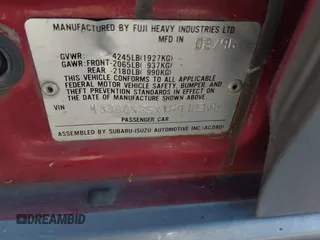 MANUFACTURED BY FUJI HEAVY INDUSTRIES LTD
MFD IN 02/96
GVWR: 4245LB(1927KG)
GAWR:FRONT-2065LB( 937KG)
REAR -2180LB( 990KG)
THIS VEHICLE CONFORMS TO ALL APPLICABLE
FEDERAL MOTOR VEHICLE SAFETY, BUMPER, AND
THEFT PREVENTION STANDARDS IN EFFECT ON
THE DATE OF MANUFACTURE SHOWN ABOVE.
VIN
PASSENGER CAR
ASSEMBLED BY SUBARU-ISUZU AUTOMOTIVE INC
DREAMBID